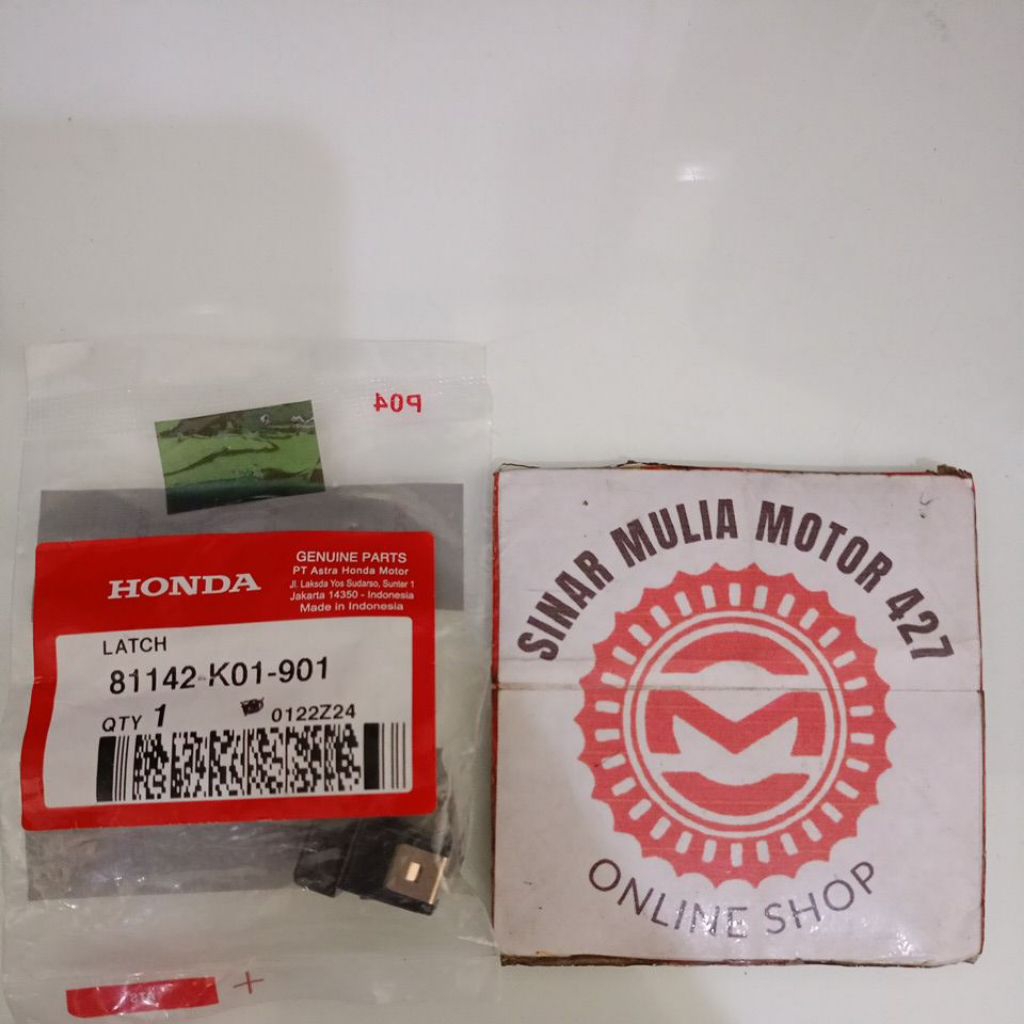 P04
HONDA
GENUINE PARTS
PT Astra Honda Motor
Jl. Laksda Yos Sudarso, Sunter 1
Jakarta 14350 - Indonesia
Made in Indonesia
LATCH
81142-K01-901
QTY 1
0122Z24
SINAR MULIA MOTOR 427
M
ONLINE SHOP